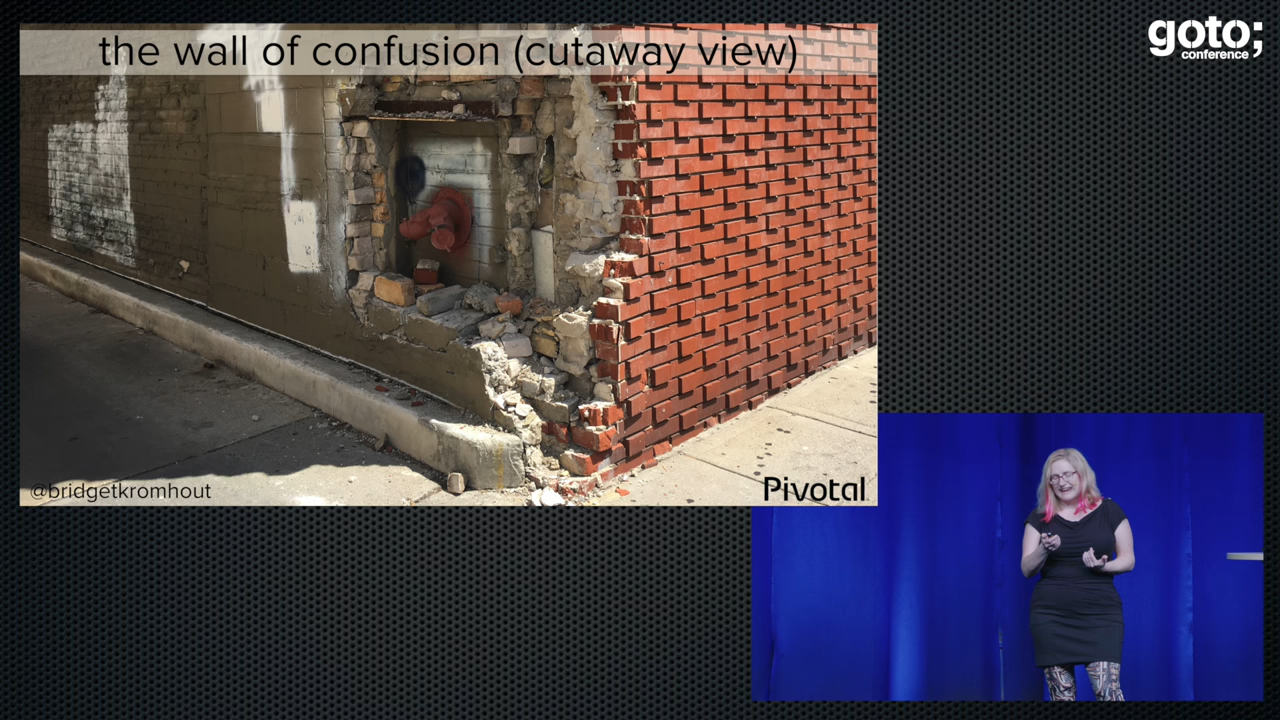 the wall of confusion (cutaway view)
goto;
conference
@bridgetkromhout
Pivotal